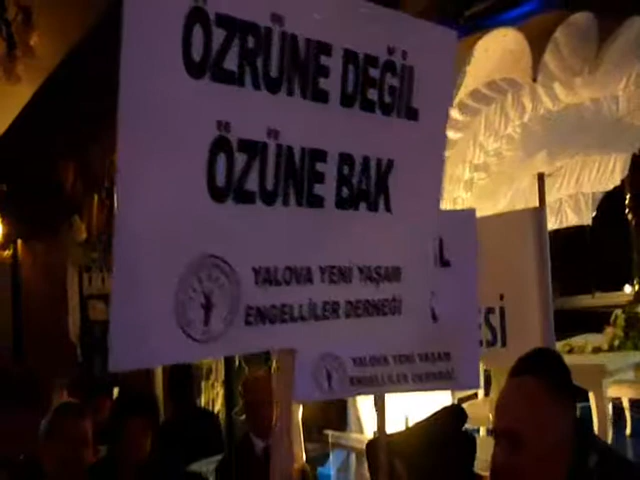 ÖZRÜNE DEĞİL
ÖZÜNE BAK
YALOVA YENİ YAŞAM
ENGELLİLER DERNEĞİ
YALOVA YENİ YAŞAM
ENGELLİLER DERNEĞİ